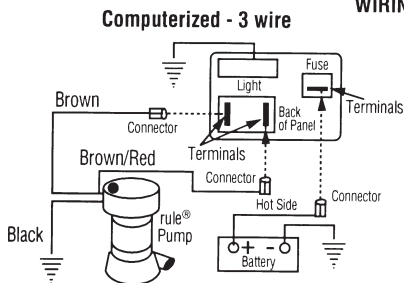 WIRIN
Computerized - 3 wire
Fuse
Light
Terminals
Brown
Back
of Panel
Connector
Terminals
Brown/Red
Connector
Connector
Hot Side
rule®
Pump
Black
+ -
Battery